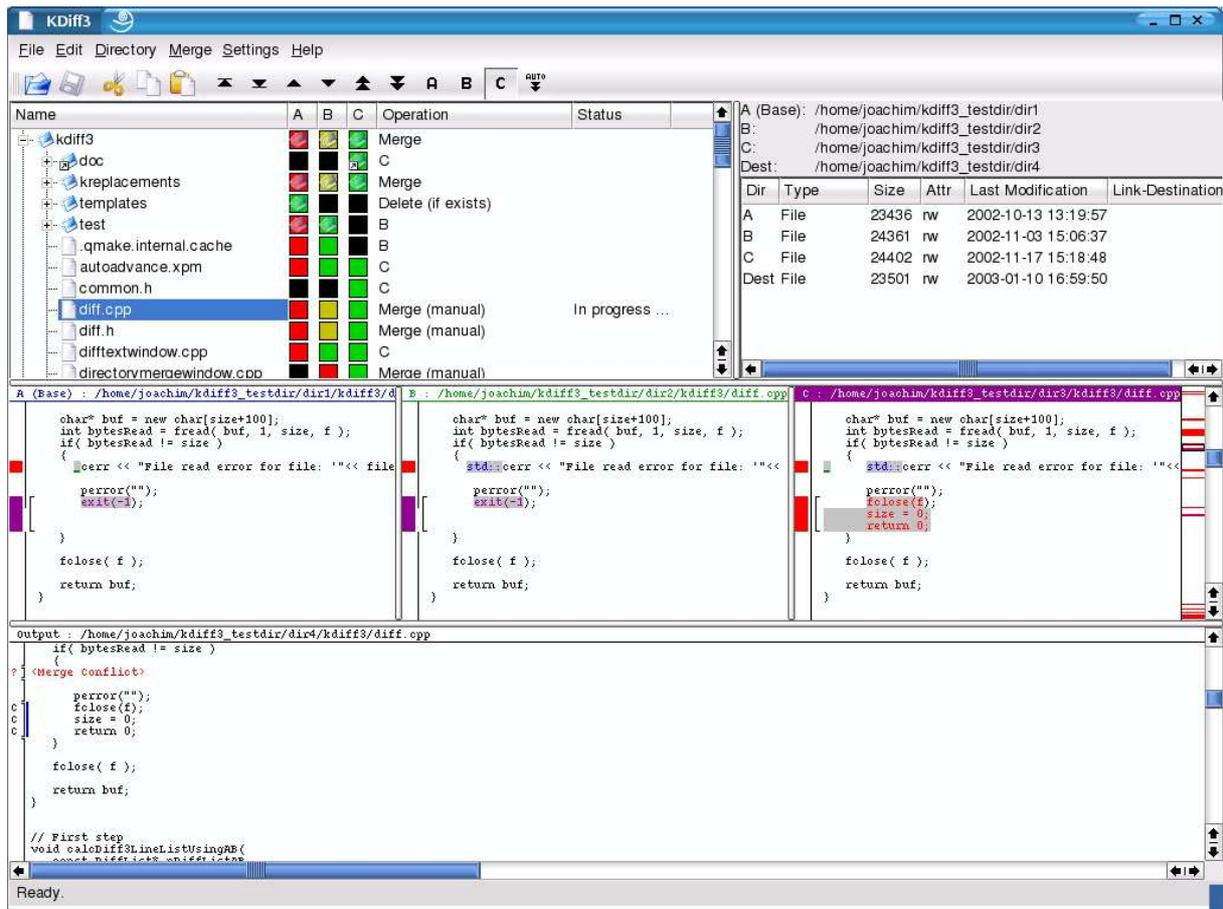 KDiff3
File Edit Directory Merge Settings Help
A B C AUTO
Name A B C Operation Status
kdiff3 Merge
doc C
kreplacements Merge
templates Delete (if exists)
test B
.qmake.internal.cache B
autoadvance.xpm C
common.h C
diff.cpp Merge (manual) In progress ...
diff.h Merge (manual)
difftextwindow.cpp C
directorymergewindow.cpp Merge (manual)
A (Base): /home/joachim/kdiff3_testdir/dir1
B: /home/joachim/kdiff3_testdir/dir2
C: /home/joachim/kdiff3_testdir/dir3
Dest: /home/joachim/kdiff3_testdir/dir4
Dir Type Size Attr Last Modification Link-Destination
A File 23436 rw 2002-10-13 13:19:57
B File 24361 rw 2002-11-03 15:06:37
C File 24402 rw 2002-11-17 15:18:48
Dest File 23501 rw 2003-01-10 16:59:50
A (Base) : /home/joachim/kdiff3_testdir/dir1/kdiff3/d
char* buf = new char[size+100];
int bytesRead = fread( buf, 1, size, f );
if( bytesRead != size )
{
cerr << "File read error for file: '"<< file
perror("");
exit(-1);
}
fclose( f );
return buf;
}
B : /home/joachim/kdiff3_testdir/dir2/kdiff3/diff.cpp
char* buf = new char[size+100];
int bytesRead = fread( buf, 1, size, f );
if( bytesRead != size )
{
std::cerr << "File read error for file: '"<<
perror("");
exit(-1);
}
fclose( f );
return buf;
}
C : /home/joachim/kdiff3_testdir/dir3/kdiff3/diff.cpp
char* buf = new char[size+100];
int bytesRead = fread( buf, 1, size, f );
if( bytesRead != size )
{
std::cerr << "File read error for file: '"<<
perror("");
fclose(f);
size = 0;
return 0;
}
fclose( f );
return buf;
}
Output : /home/joachim/kdiff3_testdir/dir4/kdiff3/diff.cpp
if( bytesRead != size )
{
? <Merge Conflict>
perror("");
C fclose(f);
C size = 0;
C return 0;
}
fclose( f );
return buf;
}
// First step
void calcDiff3LineListUsingAB(
const DiffList* pDiffListAB,
Ready.